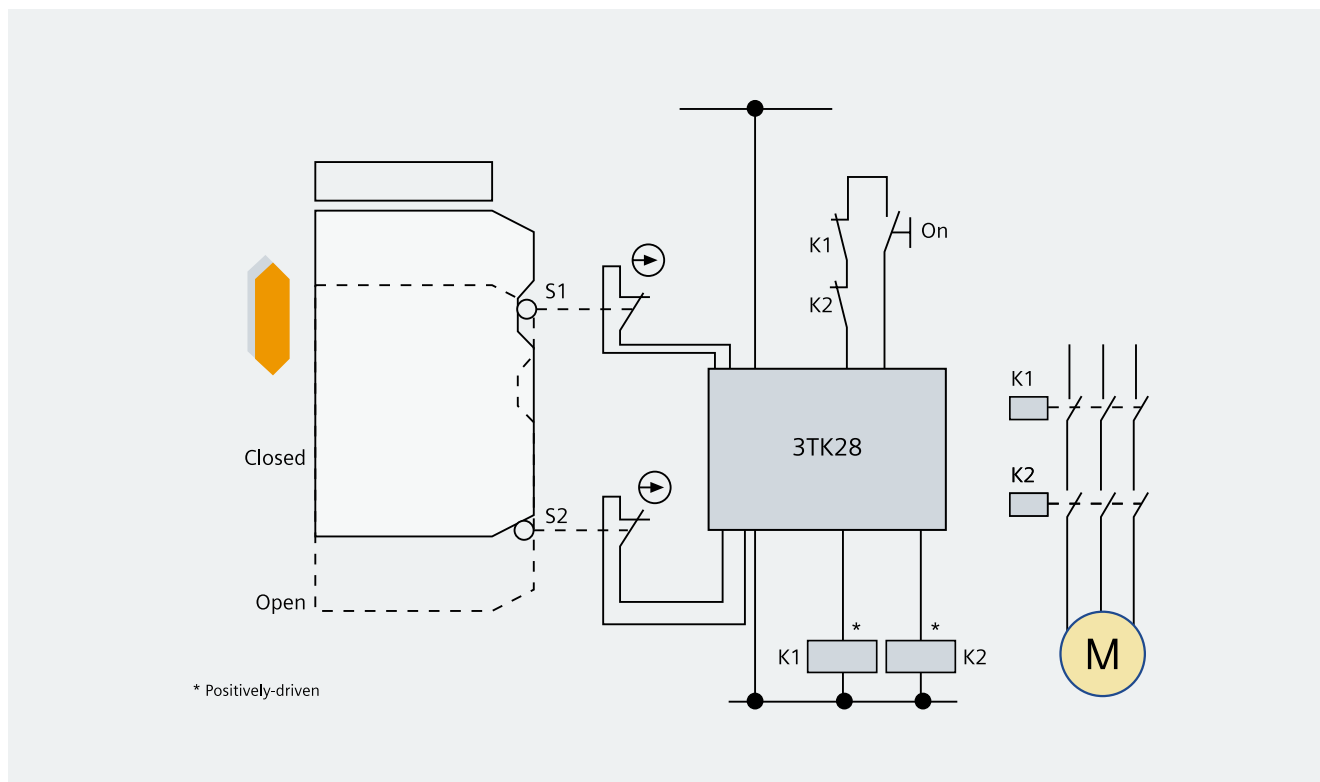 K1
On
K2
S1
3TK28
K1
K2
Closed
S2
Open
*
*
K1
K2
M
* Positively-driven